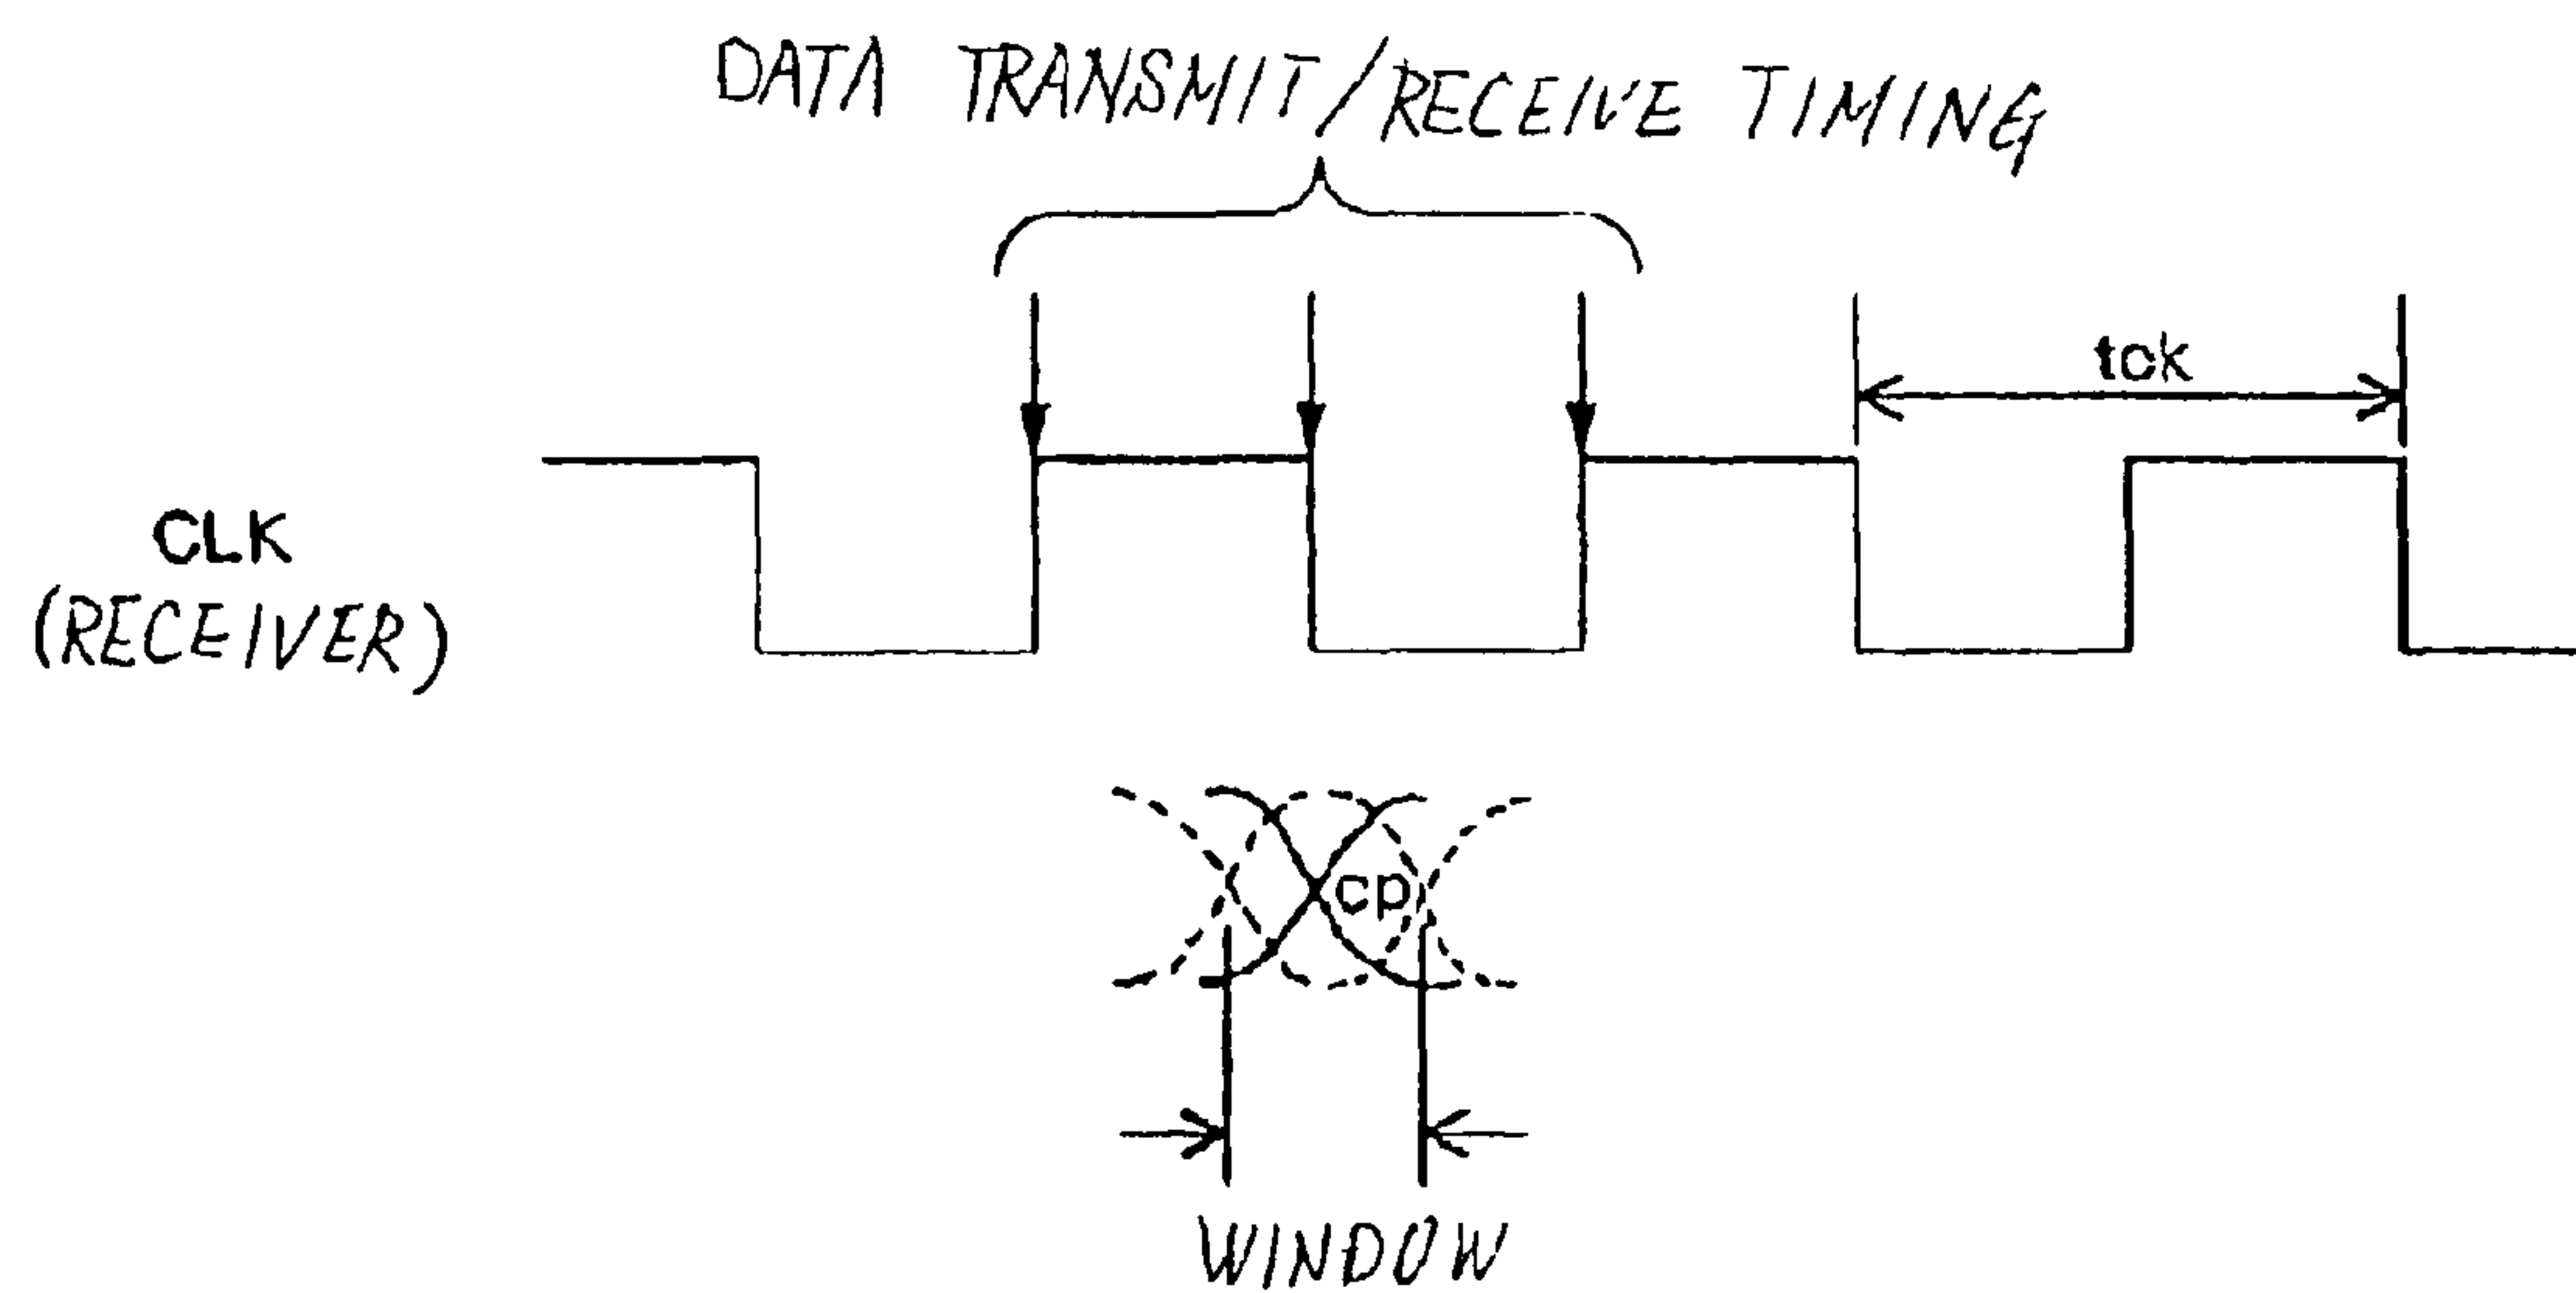 DATA TRANSMIT/RECEIVE TIMING
tck
CLK
(RECEIVER)
cp
WINDOW